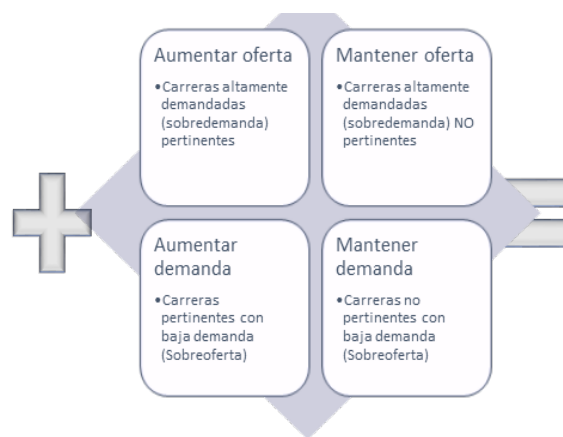 Aumentar oferta
•Carreras altamente
demandadas
(sobredemanda)
pertinentes
Mantener oferta
•Carreras altamente
demandadas
(sobredemanda) NO
pertinentes
Aumentar
demanda
•Carreras
pertinentes con
baja demanda
(Sobreoferta)
Mantener
demanda
•Carreras no
pertinentes con
baja demanda
(Sobreoferta)